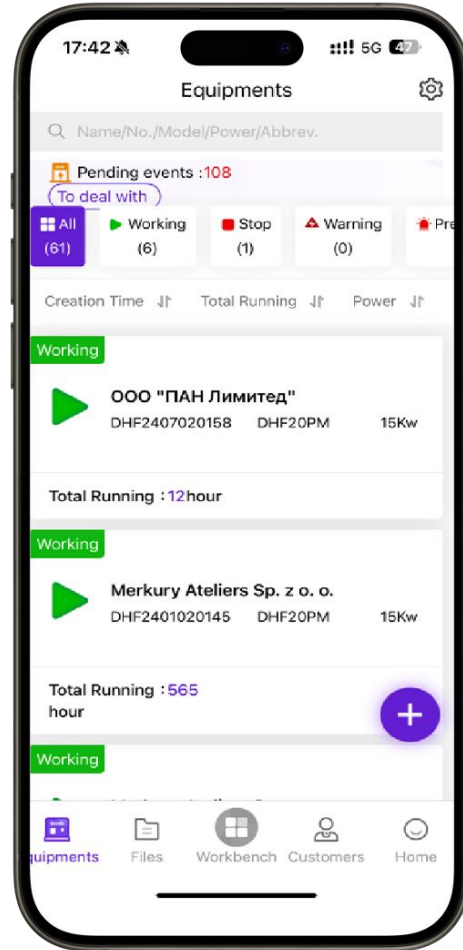 17:42 5G 47
Equipments
Name/No./Model/Power/Abbrev.
Pending events :108
To deal with
All
(61)
Working
(6)
Stop
(1)
Warning
(0)
Pre
Creation Time Total Running Power
Working
ООО "ПАН Лимитед"
DHF2407020158 DHF20PM 15Kw
Total Running :12hour
Working
Merkury Ateliers Sp. z o. o.
DHF2401020145 DHF20PM 15Kw
Total Running :565
hour
Working
quipments Files Workbench Customers Home